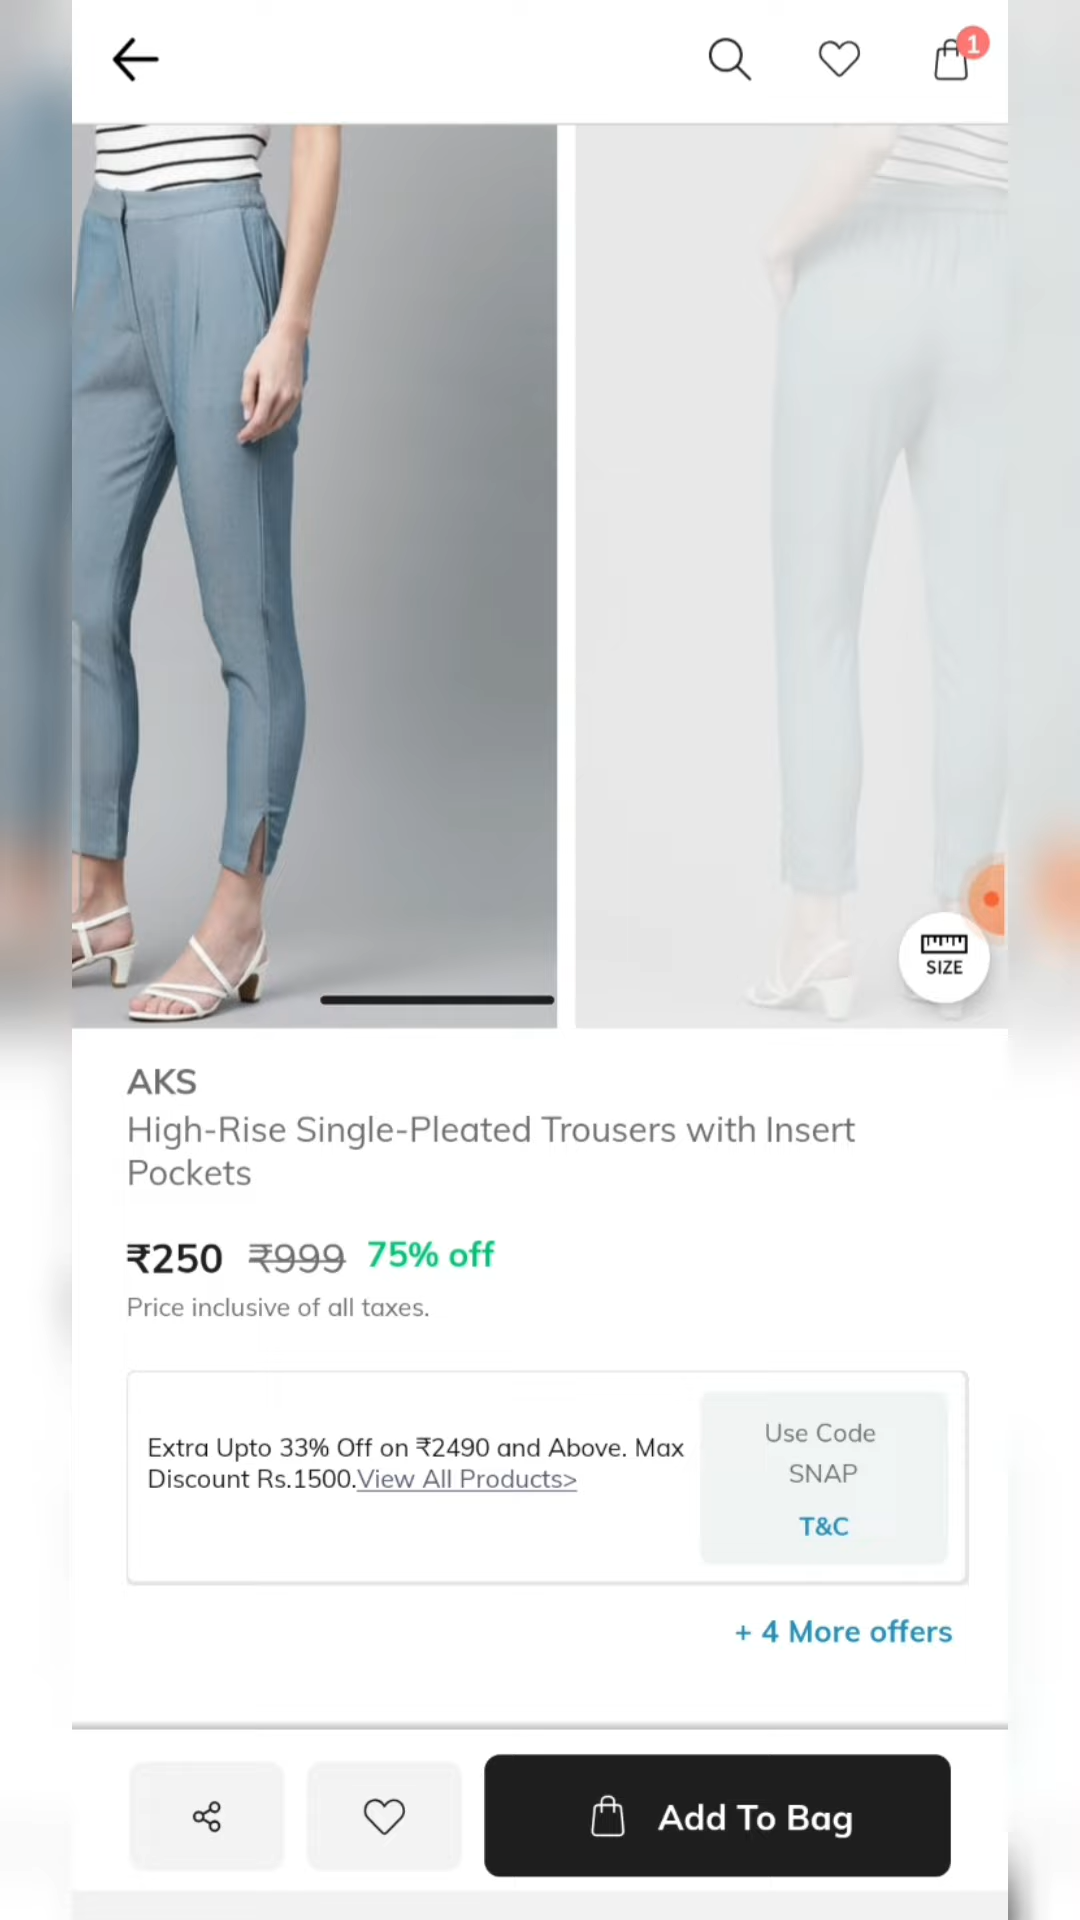 1
SIZE
AKS
High-Rise Single-Pleated Trousers with Insert
Pockets
₹250 ₹999 75% off
Price inclusive of all taxes.
Extra Upto 33% Off on ₹2490 and Above. Max
Discount Rs.1500.View All Products>
Use Code
SNAP
T&C
+ 4 More offers
Add To Bag